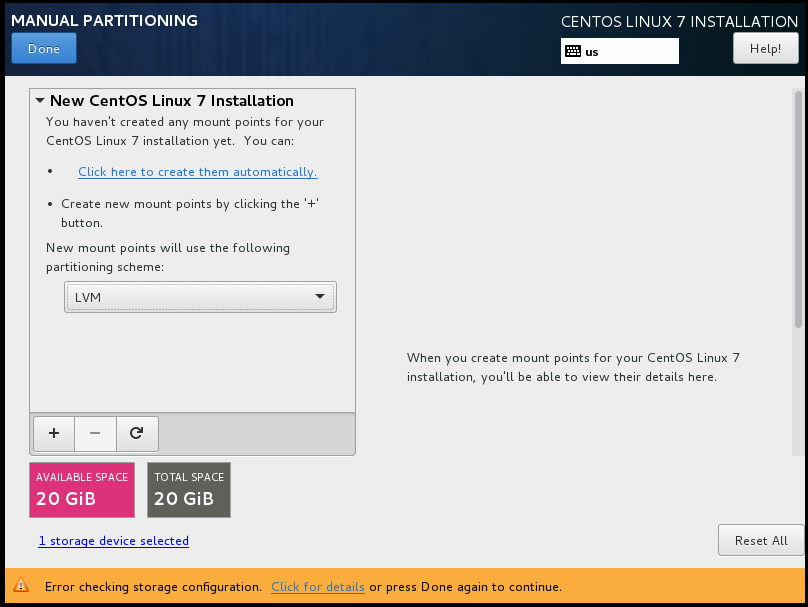 MANUAL PARTITIONING
CENTOS LINUX 7 INSTALLATION
Done
us
Help!
New CentOS Linux 7 Installation
You haven't created any mount points for your
CentOS Linux 7 installation yet.  You can:
• Click here to create them automatically.
• Create new mount points by clicking the '+'
button.
New mount points will use the following
partitioning scheme:
LVM
When you create mount points for your CentOS Linux 7
installation, you'll be able to view their details here.
+ −
AVAILABLE SPACE
20 GiB
TOTAL SPACE
20 GiB
1 storage device selected
Reset All
Error checking storage configuration.  Click for details or press Done again to continue.